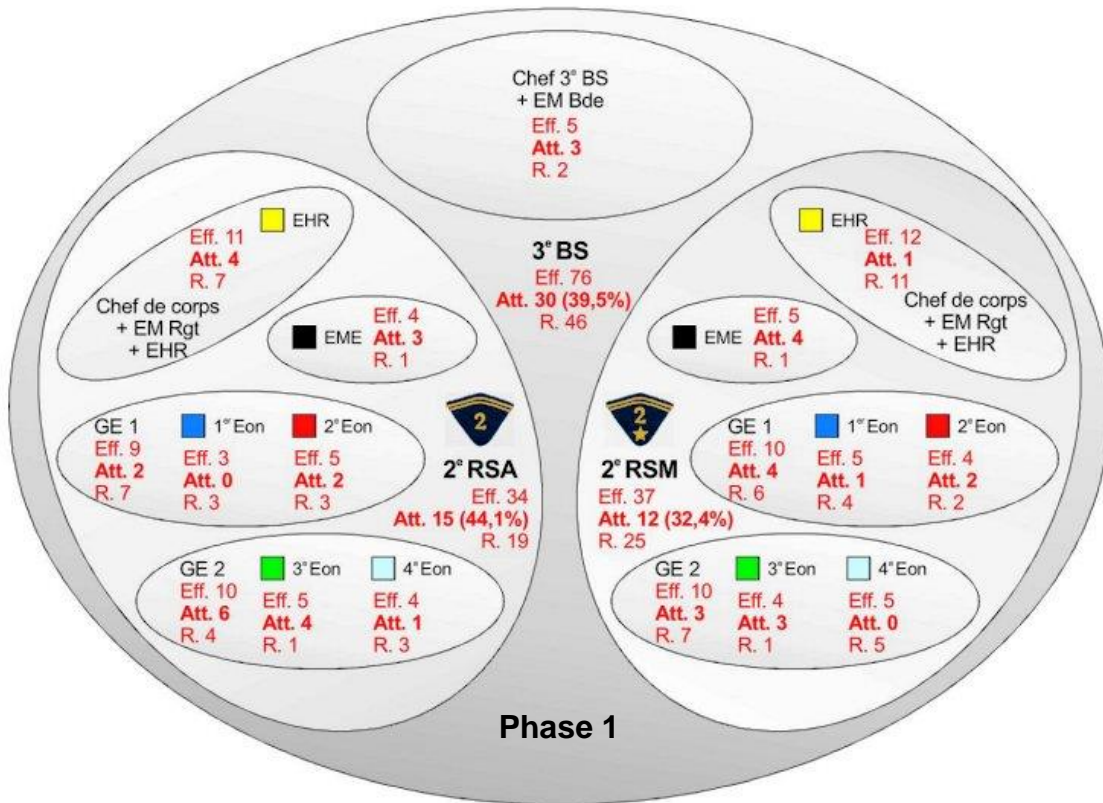 Chef 3e BS
+ EM Bde
Eff. 5
Att. 3
R. 2
3e BS
Eff. 76
Att. 30 (39,5%)
R. 46
EHR
Eff. 11
Att. 4
R. 7
Chef de corps
+ EM Rgt
+ EHR
EME
Eff. 4
Att. 3
R. 1
GE 1
Eff. 9
Att. 2
R. 7
1er Eon
Eff. 3
Att. 0
R. 3
2e Eon
Eff. 5
Att. 2
R. 3
2
2e RSA
Eff. 34
Att. 15 (44,1%)
R. 19
GE 2
Eff. 10
Att. 6
R. 4
3e Eon
Eff. 5
Att. 4
R. 1
4e Eon
Eff. 4
Att. 1
R. 3
EHR
Eff. 12
Att. 1
R. 11
Chef de corps
+ EM Rgt
+ EHR
EME
Eff. 5
Att. 4
R. 1
2
2e RSM
Eff. 37
Att. 12 (32,4%)
R. 25
GE 1
Eff. 10
Att. 4
R. 6
1er Eon
Eff. 5
Att. 1
R. 4
2e Eon
Eff. 4
Att. 2
R. 2
GE 2
Eff. 10
Att. 3
R. 7
3e Eon
Eff. 4
Att. 3
R. 1
4e Eon
Eff. 5
Att. 0
R. 5
Phase 1